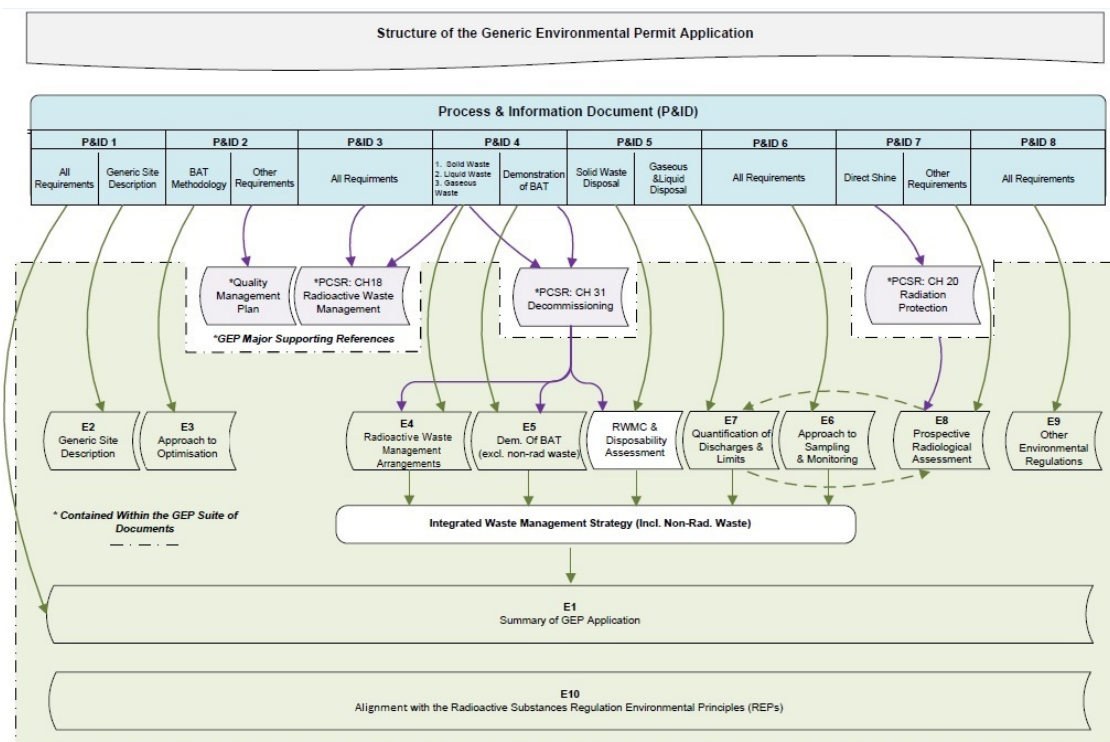 Structure of the Generic Environmental Permit Application
Process & Information Document (P&ID)
P&ID 1
P&ID 2
P&ID 3
P&ID 4
P&ID 5
P&ID 6
P&ID 7
P&ID 8
All
Requirements
Generic Site
Description
BAT
Methodology
Other
Requirements
All Requirments
1. Solid Waste
2. Liquid Waste
3. Gaseous
Waste
Demonstration
of BAT
Solid Waste
Disposal
Gaseous
&Liquid
Disposal
All Requirements
Direct Shine
Other
Requirements
All Requirements
*Quality
Management
Plan
*PCSR: CH18
Radioactive Waste
Management
*PCSR: CH 31
Decommissioning
*PCSR: CH 20
Radiation
Protection
*GEP Major Supporting References
E2
Generic Site
Description
E3
Approach to
Optimisation
E4
Radioactive Waste
Management
Arrangements
E5
Dem. Of BAT
(excl. non-rad waste)
RWMC &
Disposability
Assessment
E7
Quantification of
Discharges &
Limits
E6
Approach to
Sampling
& Monitoring
E8
Prospective
Radiological
Assessment
E9
Other
Environmental
Regulations
* Contained Within the GEP Suite of
Documents
Integrated Waste Management Strategy (Incl. Non-Rad. Waste)
E1
Summary of GEP Application
E10
Alignment with the Radioactive Substances Regulation Environmental Principles (REPs)